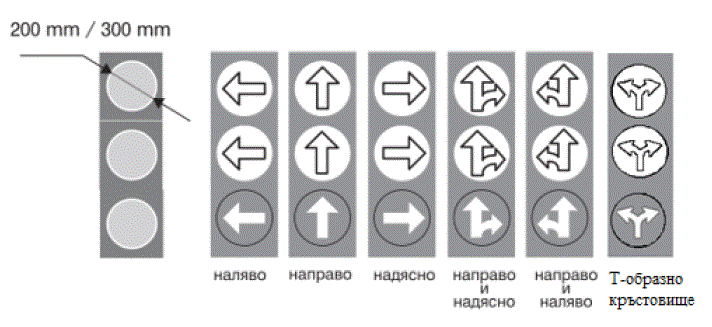 200 mm / 300 mm
наляво
направо
надясно
направо
и
надясно
направо
и
наляво
Т-образно
кръстовище